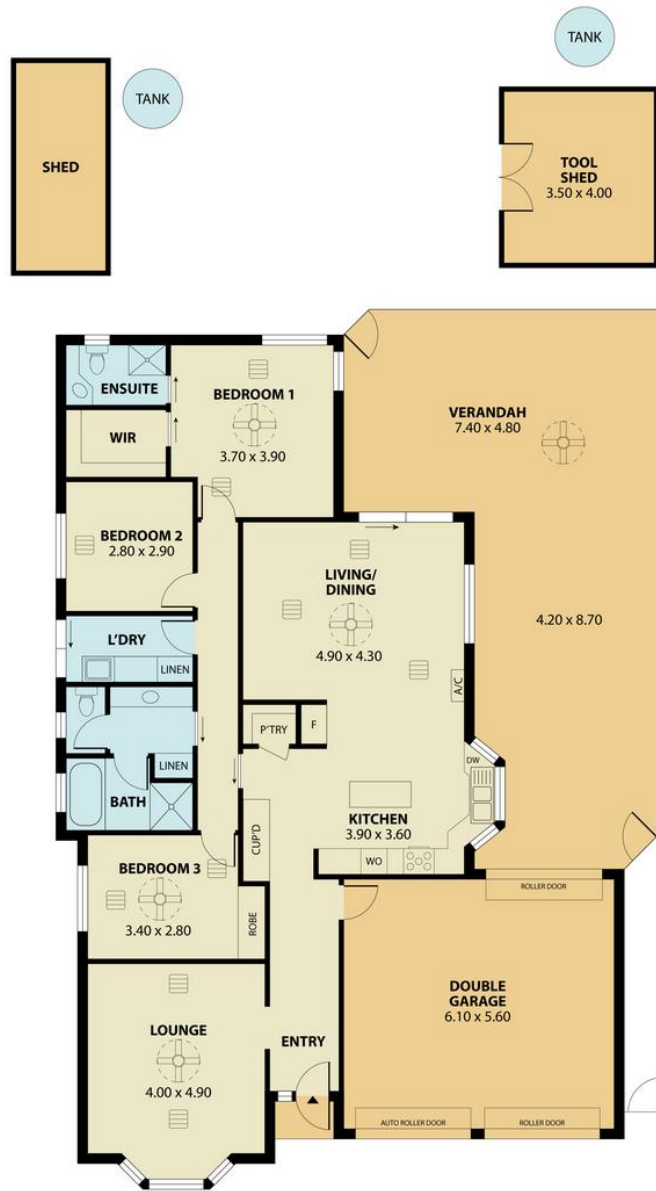 TANK
TANK
SHED
TOOL
SHED
3.50 x 4.00
ENSUITE
BEDROOM 1
3.70 x 3.90
WIR
VERANDAH
7.40 x 4.80
BEDROOM 2
2.80 x 2.90
LIVING/
DINING
4.90 x 4.30
4.20 x 8.70
L'DRY
LINEN
A/C
P'TRY
F
LINEN
BATH
DW
KITCHEN
3.90 x 3.60
CUP'D
WO
BEDROOM 3
3.40 x 2.80
ROBE
ROLLER DOOR
DOUBLE
GARAGE
6.10 x 5.60
LOUNGE
4.00 x 4.90
ENTRY
AUTO ROLLER DOOR
ROLLER DOOR